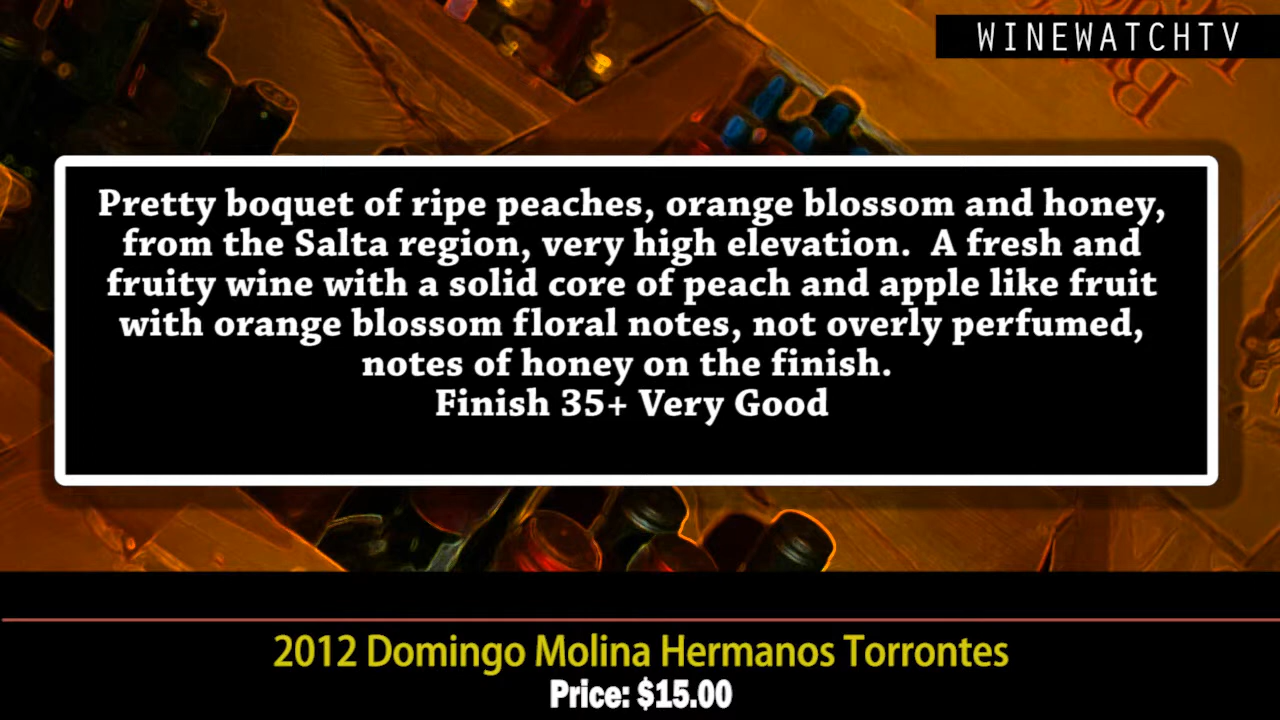 WINEWATCHTV
Pretty boquet of ripe peaches, orange blossom and honey,
from the Salta region, very high elevation.  A fresh and
fruity wine with a solid core of peach and apple like fruit
with orange blossom floral notes, not overly perfumed,
notes of honey on the finish.
Finish 35+ Very Good
2012 Domingo Molina Hermanos Torrontes
Price: $15.00